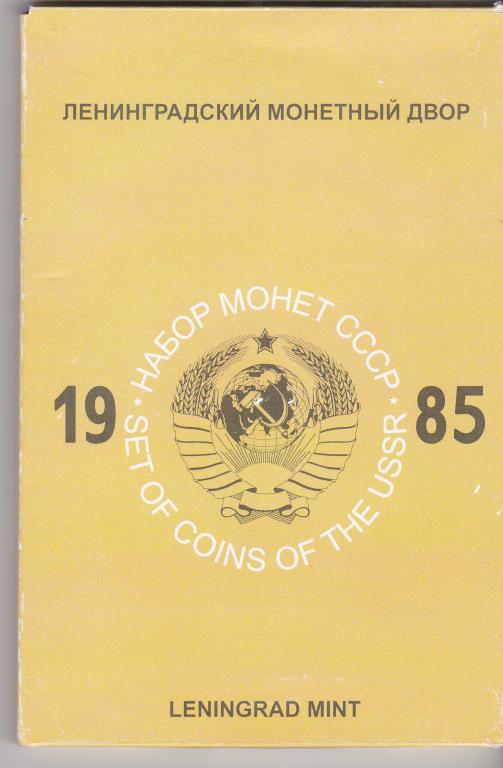 ЛЕНИНГРАДСКИЙ МОНЕТНЫЙ ДВОР
НАБОР МОНЕТ СССР
19 85
SET OF COINS OF THE USSR
LENINGRAD MINT